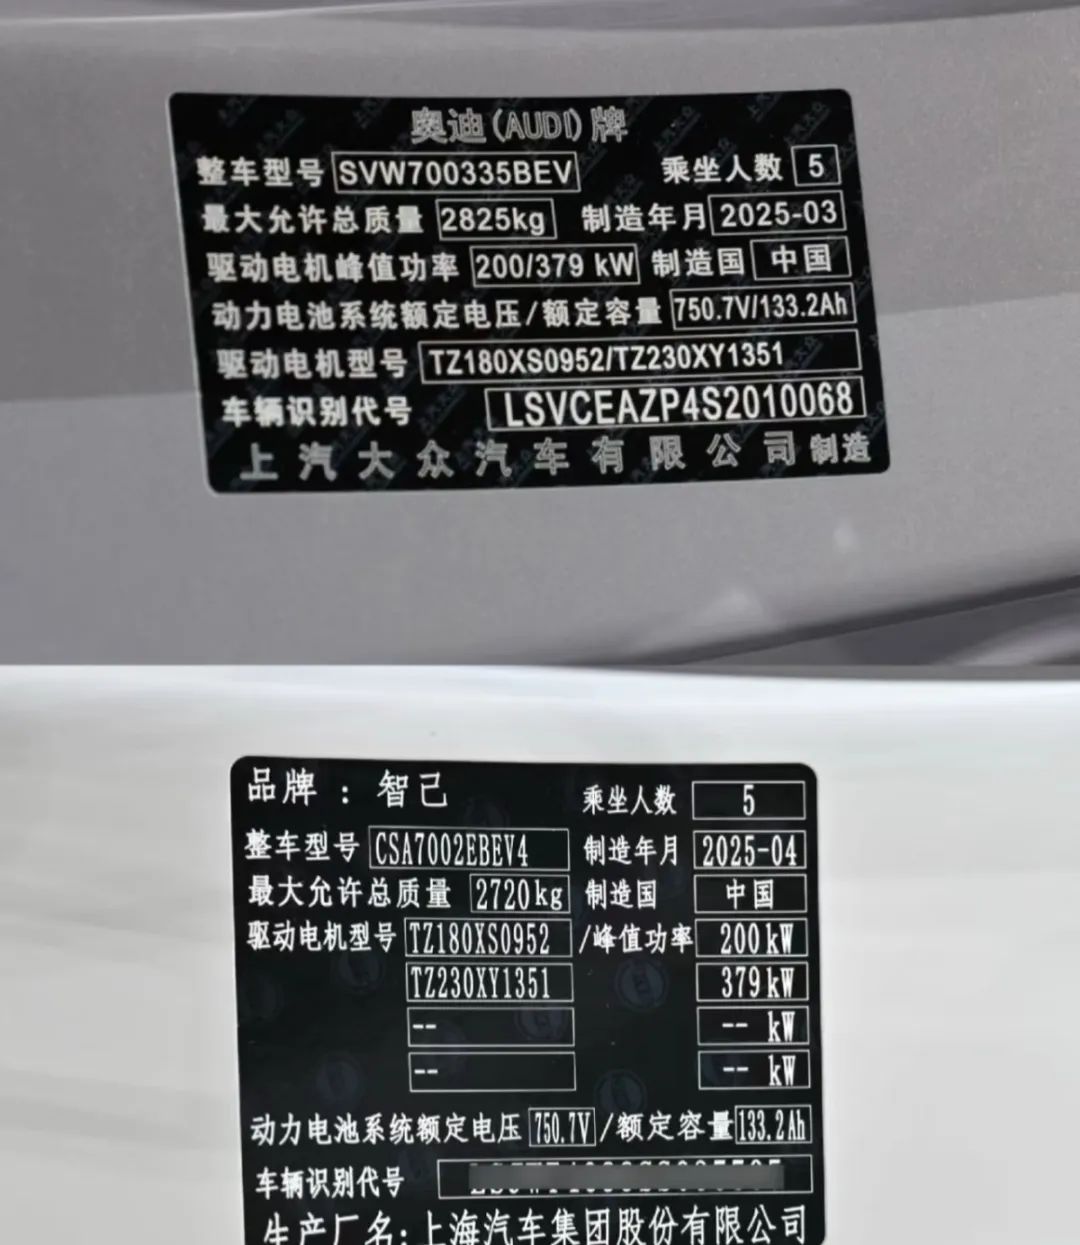 奥迪(AUDI)牌
整车型号 SVW700335BEV 乘坐人数 5
最大允许总质量 2825kg 制造年月 2025-03
驱动电机峰值功率 200/379 kW 制造国 中国
动力电池系统额定电压/额定容量 750.7V/133.2Ah
驱动电机型号 TZ180XS0952/TZ230XY1351
车辆识别代号 LSVCEAZP4S2010068
上汽大众汽车有限公司制造
品牌：智己 乘坐人数 5
整车型号 CSA7002EBEV4 制造年月 2025-04
最大允许总质量 2720kg 制造国 中国
驱动电机型号 TZ180XS0952 /峰值功率 200kW
TZ230XY1351 379kW
-- -- kW
-- -- kW
动力电池系统额定电压 750.7V /额定容量 133.2Ah
车辆识别代号
生产厂名:上海汽车集团股份有限公司